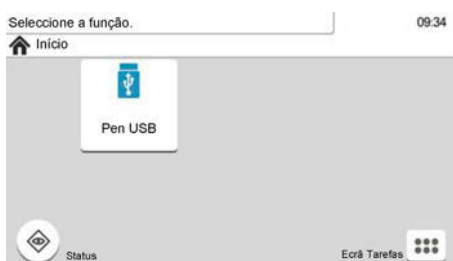 Seleccione a função.
09:34
Início
Pen USB
Status
Ecrã Tarefas